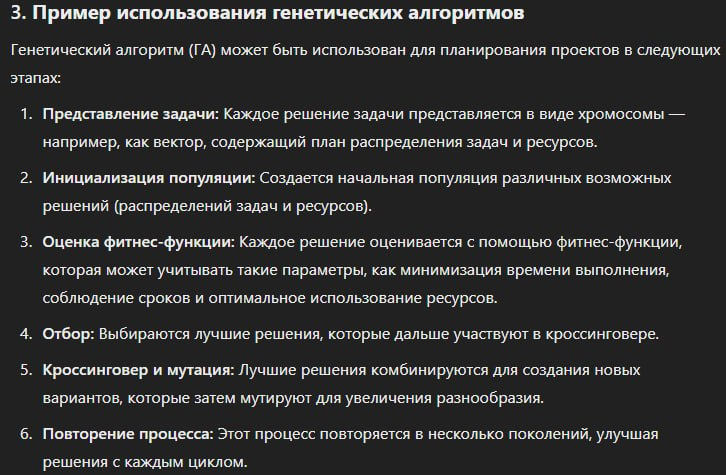 3. Пример использования генетических алгоритмов
Генетический алгоритм (ГА) может быть использован для планирования проектов в следующих
этапах:
1. Представление задачи: Каждое решение задачи представляется в виде хромосомы —
например, как вектор, содержащий план распределения задач и ресурсов.
2. Инициализация популяции: Создается начальная популяция различных возможных
решений (распределений задач и ресурсов).
3. Оценка фитнес-функции: Каждое решение оценивается с помощью фитнес-функции,
которая может учитывать такие параметры, как минимизация времени выполнения,
соблюдение сроков и оптимальное использование ресурсов.
4. Отбор: Выбираются лучшие решения, которые дальше участвуют в кроссинговере.
5. Кроссинговер и мутация: Лучшие решения комбинируются для создания новых
вариантов, которые затем мутируют для увеличения разнообразия.
6. Повторение процесса: Этот процесс повторяется в несколько поколений, улучшая
решения с каждым циклом.